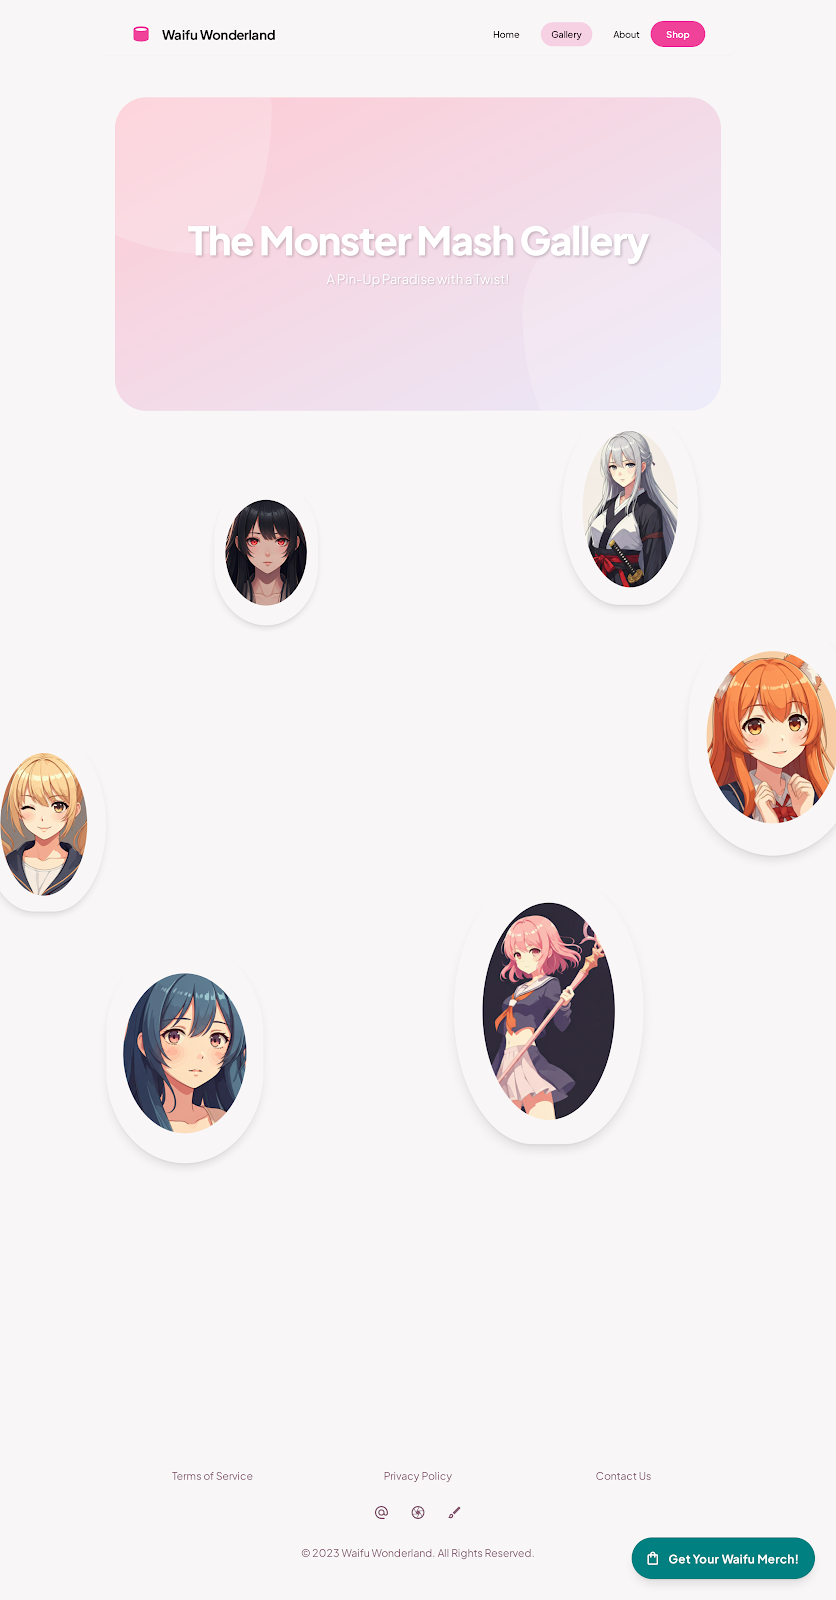 Waifu Wonderland
Home
Gallery
About
Shop
The Monster Mash Gallery
A Pin-Up Paradise with a Twist!
Terms of Service
Privacy Policy
Contact Us
© 2023 Waifu Wonderland. All Rights Reserved.
Get Your Waifu Merch!